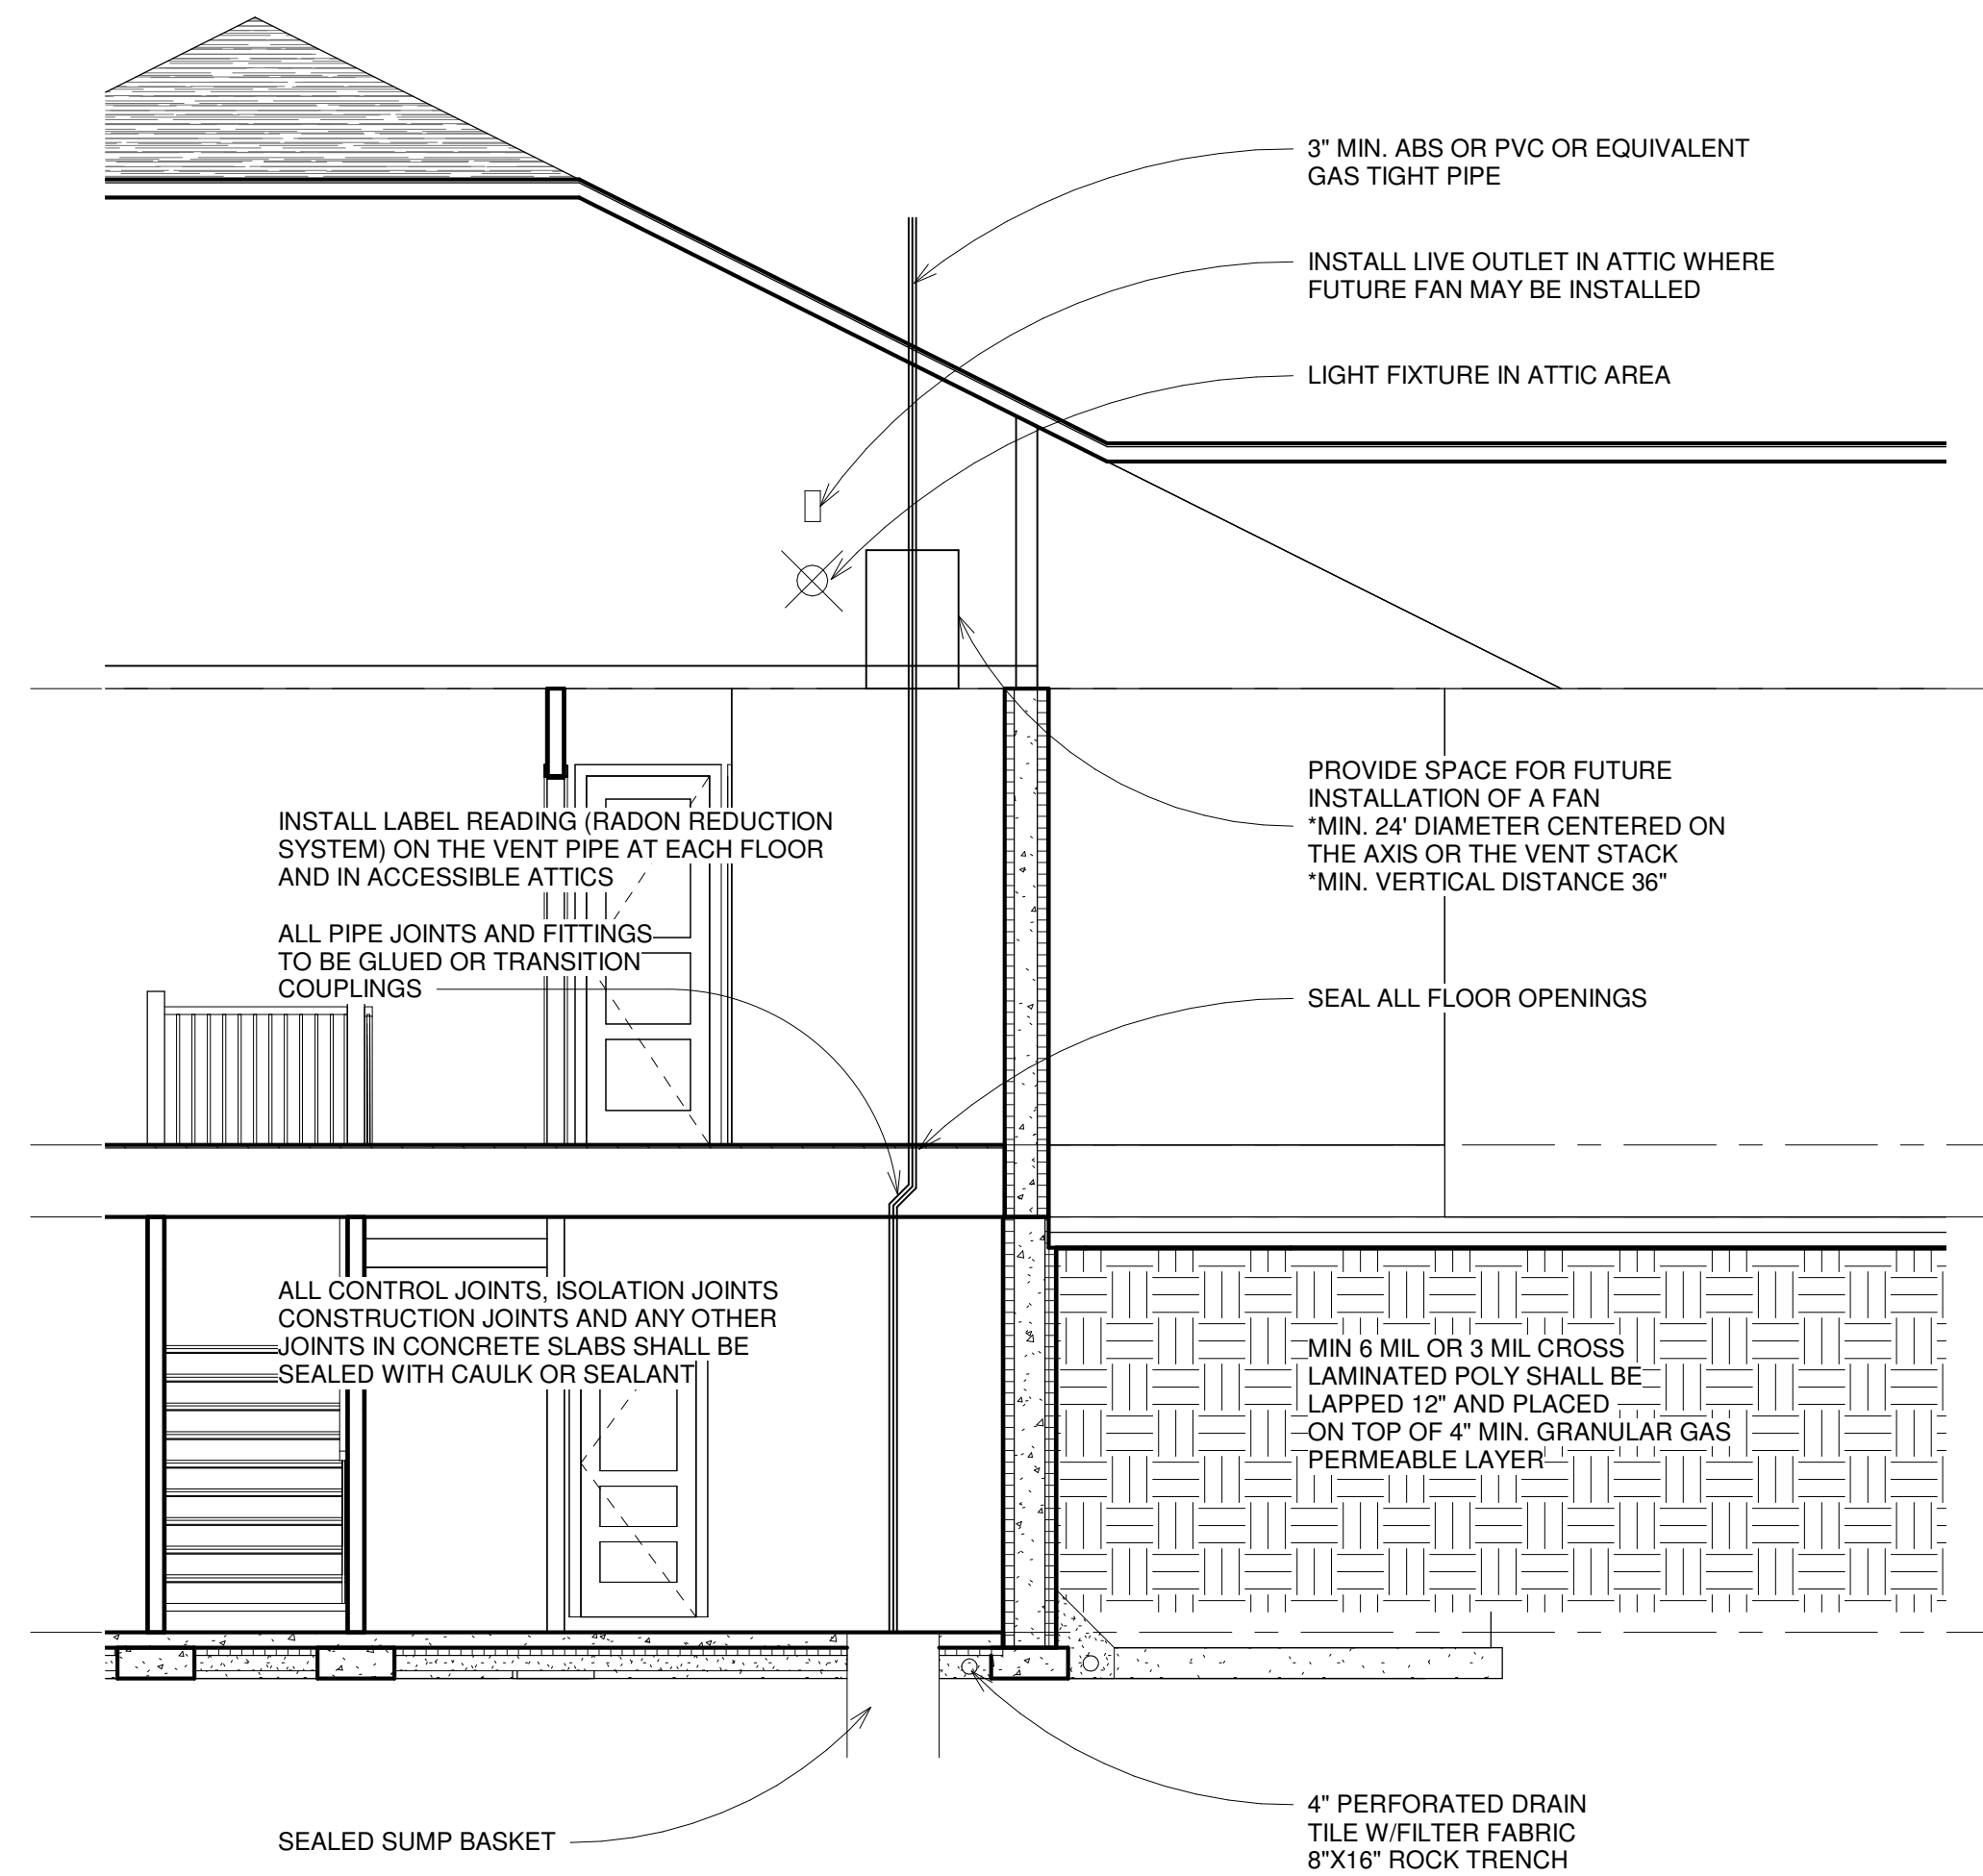 3" MIN. ABS OR PVC OR EQUIVALENT
GAS TIGHT PIPE
INSTALL LIVE OUTLET IN ATTIC WHERE
FUTURE FAN MAY BE INSTALLED
LIGHT FIXTURE IN ATTIC AREA
PROVIDE SPACE FOR FUTURE
INSTALLATION OF A FAN
*MIN. 24' DIAMETER CENTERED ON
THE AXIS OR THE VENT STACK
*MIN. VERTICAL DISTANCE 36"
INSTALL LABEL READING (RADON REDUCTION
SYSTEM) ON THE VENT PIPE AT EACH FLOOR
AND IN ACCESSIBLE ATTICS
ALL PIPE JOINTS AND FITTINGS
TO BE GLUED OR TRANSITION
COUPLINGS
SEAL ALL FLOOR OPENINGS
ALL CONTROL JOINTS, ISOLATION JOINTS
CONSTRUCTION JOINTS AND ANY OTHER
JOINTS IN CONCRETE SLABS SHALL BE
SEALED WITH CAULK OR SEALANT
MIN 6 MIL OR 3 MIL CROSS
LAMINATED POLY SHALL BE
LAPPED 12" AND PLACED
ON TOP OF 4" MIN. GRANULAR GAS
PERMEABLE LAYER
SEALED SUMP BASKET
4" PERFORATED DRAIN
TILE W/FILTER FABRIC
8"X16" ROCK TRENCH